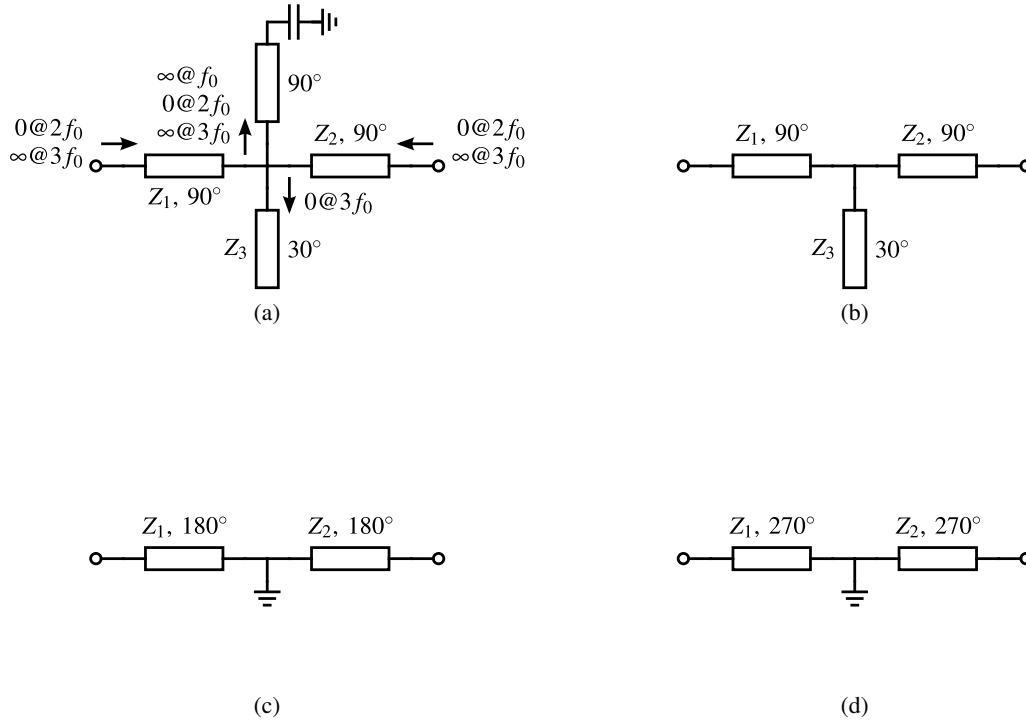 ∞@f₀
0@2f₀
∞@3f₀
90°
0@2f₀
∞@3f₀
Z₁, 90°
Z₂, 90°
0@2f₀
∞@3f₀
0@3f₀
Z₃
30°
(a)
Z₁, 90°
Z₂, 90°
Z₃
30°
(b)
Z₁, 180°
Z₂, 180°
(c)
Z₁, 270°
Z₂, 270°
(d)